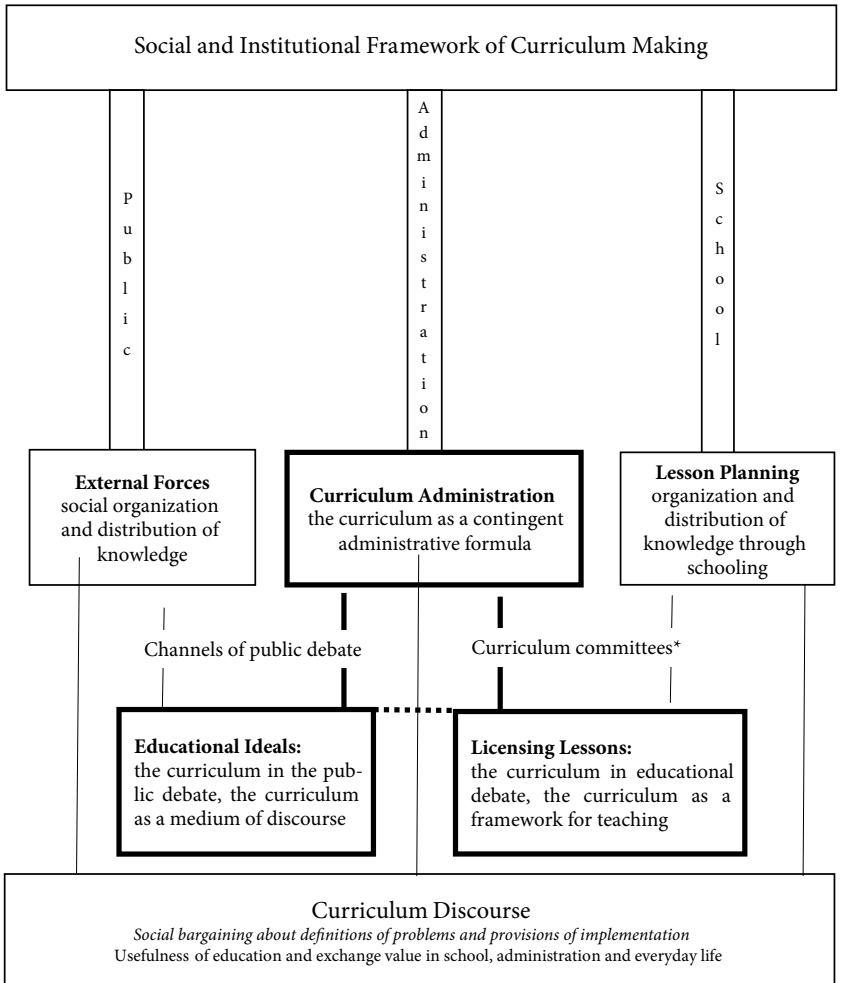 Social and Institutional Framework of Curriculum Making
Public
Administration
School
External Forces
social organization
and distribution of
knowledge
Curriculum Administration
the curriculum as a contingent
administrative formula
Lesson Planning
organization and
distribution of
knowledge through
schooling
Channels of public debate
Curriculum committees*
Educational Ideals:
the curriculum in the pub-
lic debate, the curriculum
as a medium of discourse
Licensing Lessons:
the curriculum in educational
debate, the curriculum as a
framework for teaching
Curriculum Discourse
Social bargaining about definitions of problems and provisions of implementation
Usefulness of education and exchange value in school, administration and everyday life